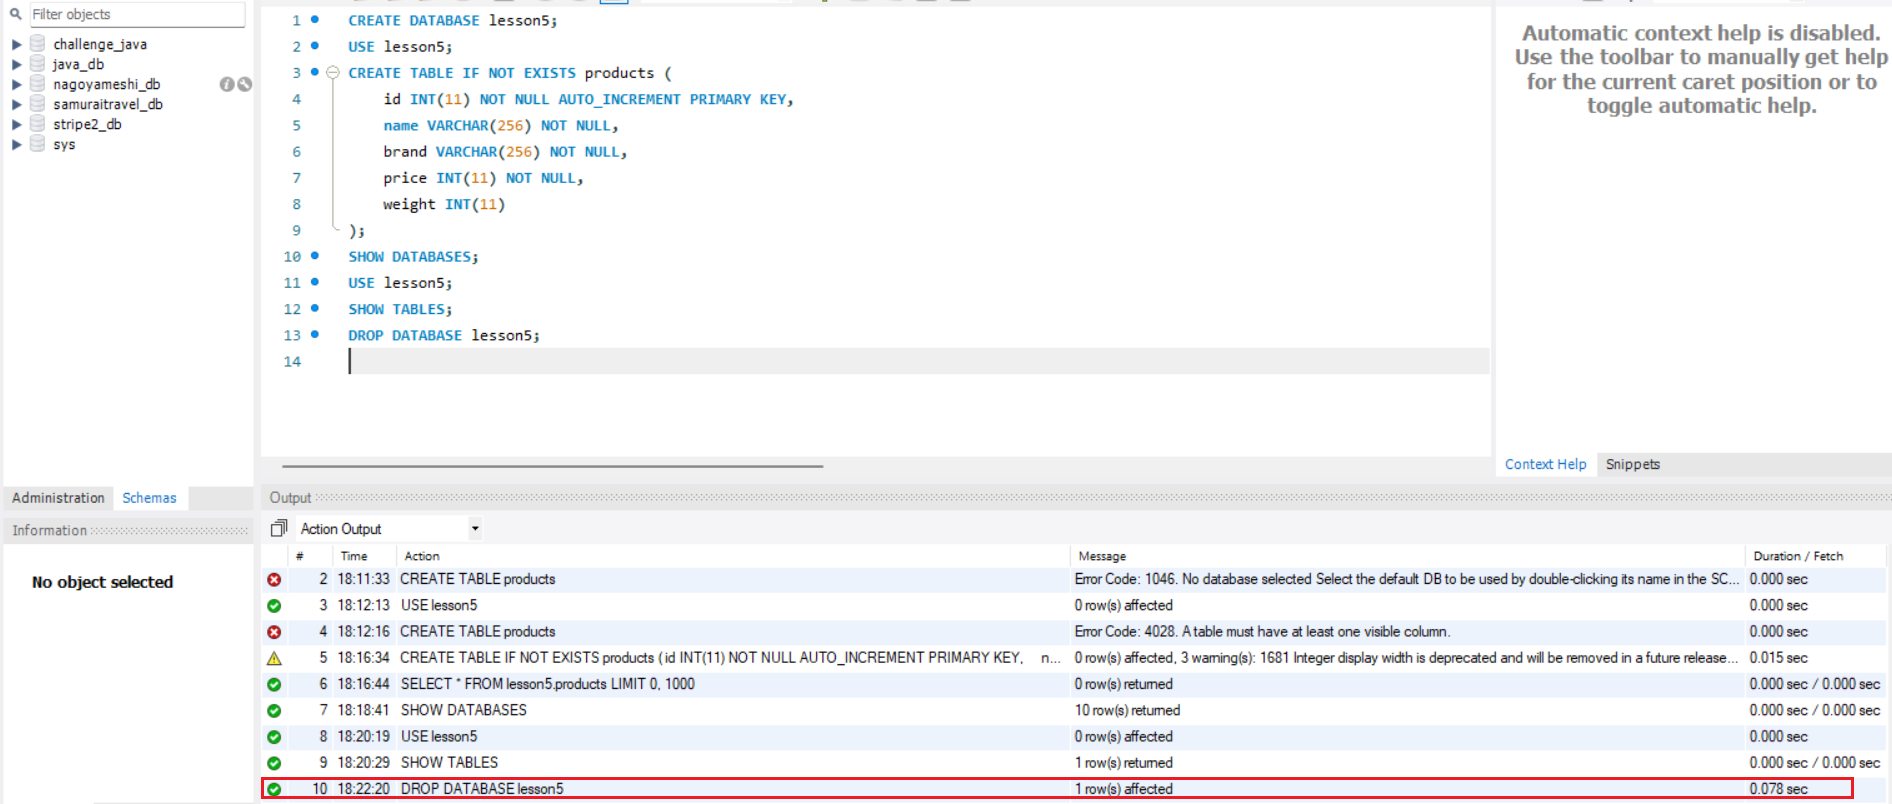 Filter objects
challenge_java
java_db
nagoyameshi_db
samuraitravel_db
stripe2_db
sys
Administration Schemas
Information
No object selected
1 CREATE DATABASE lesson5;
2 USE lesson5;
3 CREATE TABLE IF NOT EXISTS products (
4 id INT(11) NOT NULL AUTO_INCREMENT PRIMARY KEY,
5 name VARCHAR(256) NOT NULL,
6 brand VARCHAR(256) NOT NULL,
7 price INT(11) NOT NULL,
8 weight INT(11)
9 );
10 SHOW DATABASES;
11 USE lesson5;
12 SHOW TABLES;
13 DROP DATABASE lesson5;
14
Automatic context help is disabled.
Use the toolbar to manually get help
for the current caret position or to
toggle automatic help.
Context Help Snippets
Output
Action Output
# Time Action Message Duration / Fetch
2 18:11:33 CREATE TABLE products Error Code: 1046. No database selected Select the default DB to be used by double-clicking its name in the SC... 0.000 sec
3 18:12:13 USE lesson5 0 row(s) affected 0.000 sec
4 18:12:16 CREATE TABLE products Error Code: 4028. A table must have at least one visible column. 0.000 sec
5 18:16:34 CREATE TABLE IF NOT EXISTS products ( id INT(11) NOT NULL AUTO_INCREMENT PRIMARY KEY, n... 0 row(s) affected, 3 warning(s): 1681 Integer display width is deprecated and will be removed in a future release... 0.015 sec
6 18:16:44 SELECT * FROM lesson5.products LIMIT 0, 1000 0 row(s) returned 0.000 sec / 0.000 sec
7 18:18:41 SHOW DATABASES 10 row(s) returned 0.000 sec / 0.000 sec
8 18:20:19 USE lesson5 0 row(s) affected 0.000 sec
9 18:20:29 SHOW TABLES 1 row(s) returned 0.000 sec / 0.000 sec
10 18:22:20 DROP DATABASE lesson5 1 row(s) affected 0.078 sec